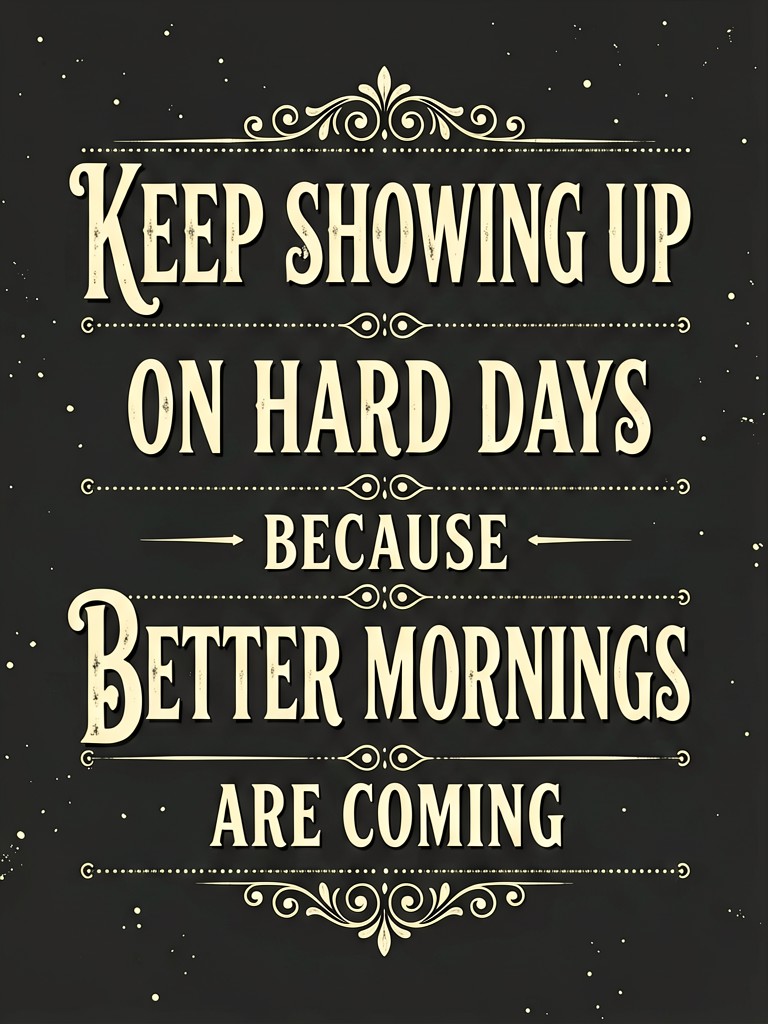 KEEP SHOWING UP
ON HARD DAYS
BECAUSE
BETTER MORNINGS
ARE COMING